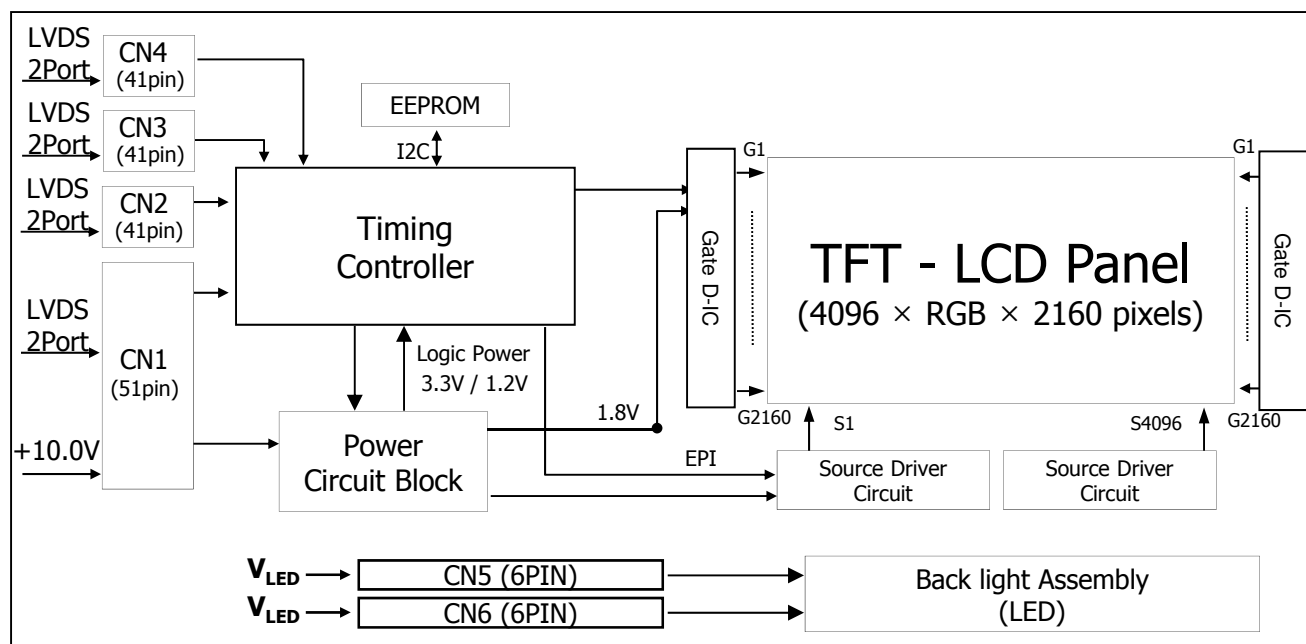 LVDS
2Port
CN4
(41pin)
LVDS
2Port
CN3
(41pin)
LVDS
2Port
CN2
(41pin)
LVDS
2Port
CN1
(51pin)
+10.0V
EEPROM
I2C
Timing
Controller
Logic Power
3.3V / 1.2V
Power
Circuit Block
1.8V
EPI
G1
Gate D-IC
G2160
TFT - LCD Panel
(4096 × RGB × 2160 pixels)
G1
Gate D-IC
G2160
S1
S4096
Source Driver
Circuit
Source Driver
Circuit
VLED
CN5 (6PIN)
VLED
CN6 (6PIN)
Back light Assembly
(LED)